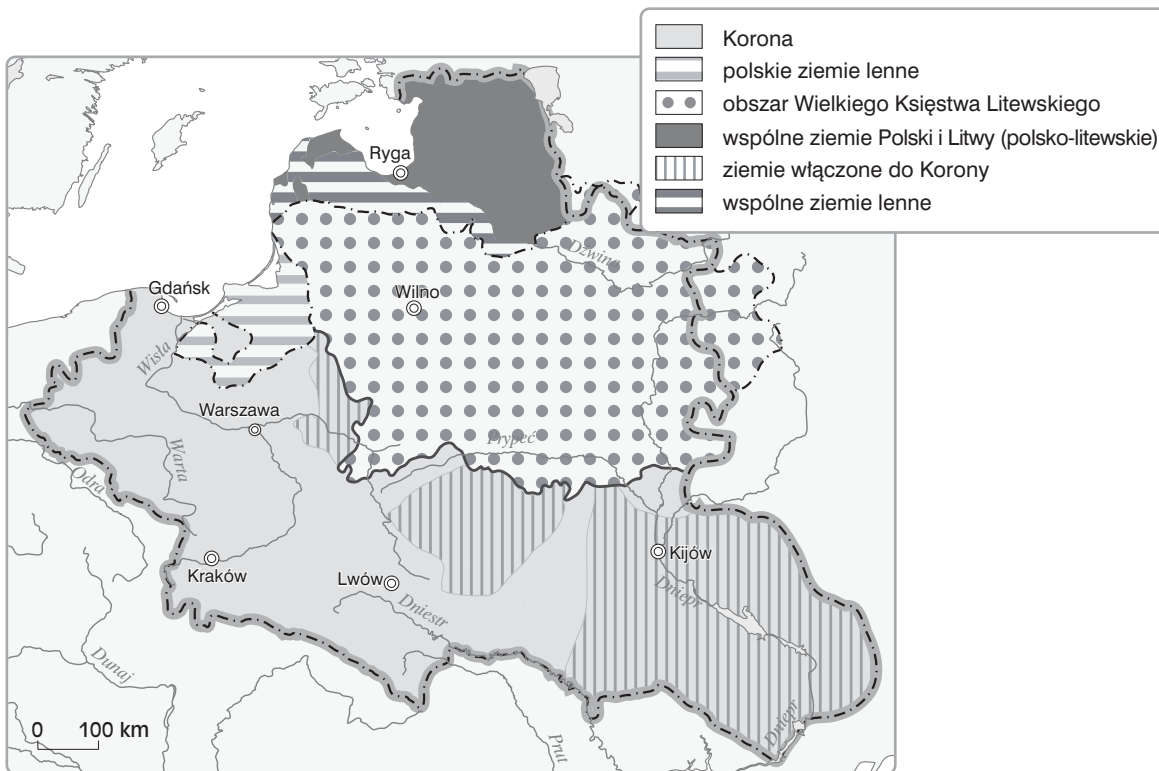 Korona
polskie ziemie lenne
obszar Wielkiego Księstwa Litewskiego
wspólne ziemie Polski i Litwy (polsko-litewskie)
ziemie włączone do Korony
wspólne ziemie lenne
Ryga
Dźwina
Gdańsk
Wilno
Wisła
Warszawa
Prypeć
Warta
Odra
Kijów
Kraków
Lwów
Dniepr
Dniestr
Dunaj
0 100 km
Prut
Dniepr